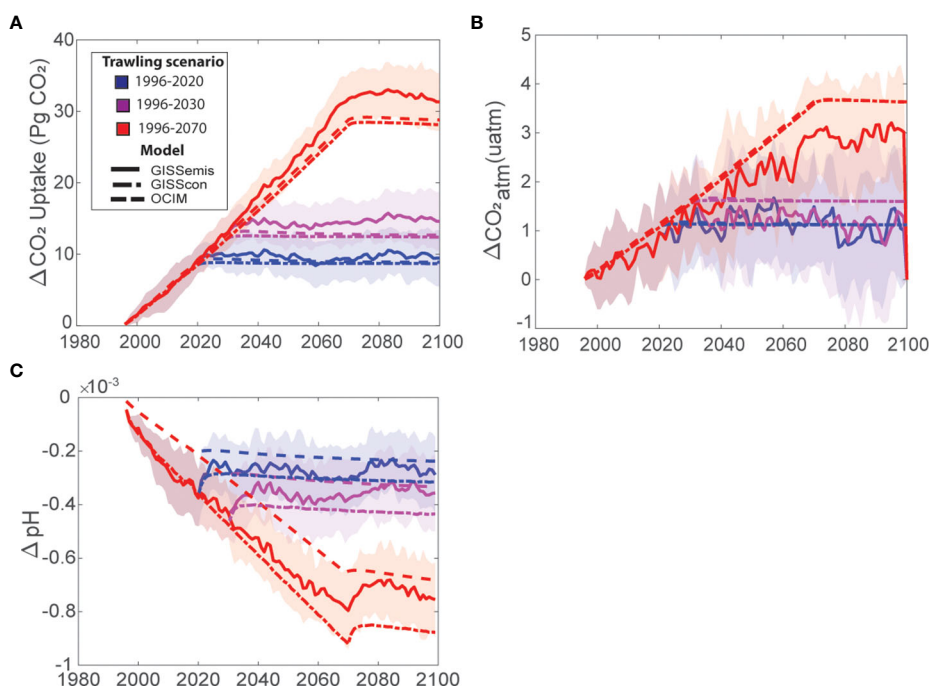 A
ΔCO₂ Uptake (Pg CO₂)
40
30
20
10
0
1980 2000 2020 2040 2060 2080 2100
Trawling scenario
1996-2020
1996-2030
1996-2070
Model
GISSemis
GISScon
OCIM
B
ΔCO₂atm(uatm)
5
4
3
2
1
0
-1
1980 2000 2020 2040 2060 2080 2100
C
×10⁻³
ΔpH
0
-0.2
-0.4
-0.6
-0.8
-1
1980 2000 2020 2040 2060 2080 2100